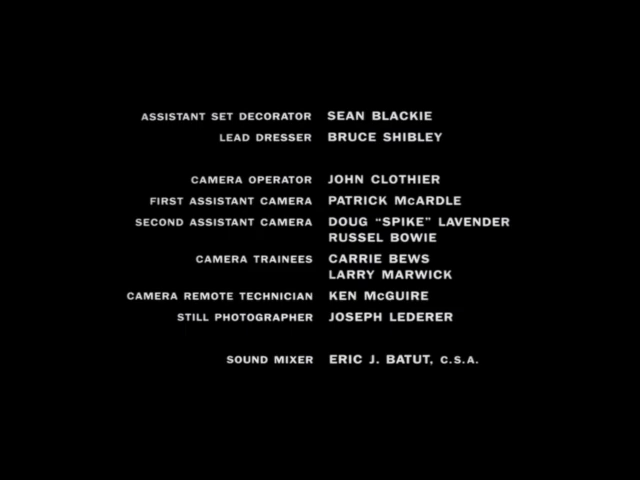 ASSISTANT SET DECORATOR SEAN BLACKIE
LEAD DRESSER BRUCE SHIBLEY
CAMERA OPERATOR JOHN CLOTHIER
FIRST ASSISTANT CAMERA PATRICK McARDLE
SECOND ASSISTANT CAMERA DOUG “SPIKE” LAVENDER
RUSSEL BOWIE
CAMERA TRAINEES CARRIE BEWS
LARRY MARWICK
CAMERA REMOTE TECHNICIAN KEN McGUIRE
STILL PHOTOGRAPHER JOSEPH LEDERER
SOUND MIXER ERIC J. BATUT, C.S.A.